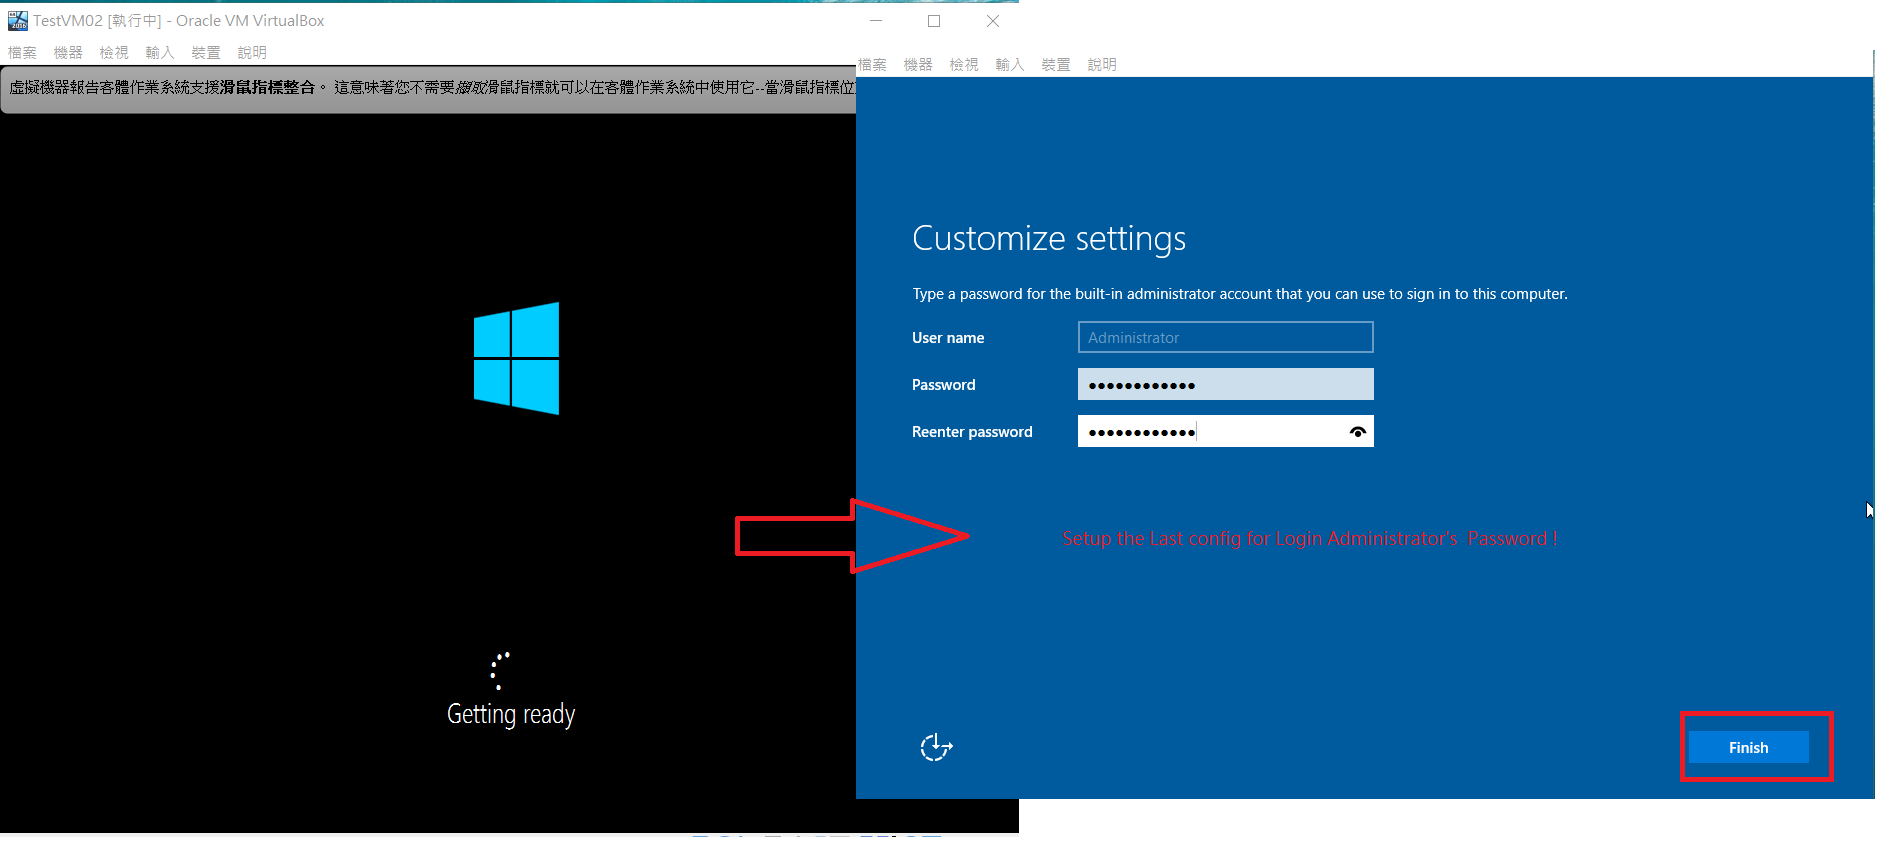 TestVM02 [執行中] - Oracle VM VirtualBox
檔案 機器 檢視 輸入 裝置 說明
虛擬機器報告客體作業系統支援滑鼠指標整合。 這意味著您不需要擷取滑鼠指標就可以在客體作業系統中使用它--當滑鼠指標位
Getting ready
檔案 機器 檢視 輸入 裝置 說明
Customize settings
Type a password for the built-in administrator account that you can use to sign in to this computer.
User name Administrator
Password ●●●●●●●●●●●●
Reenter password ●●●●●●●●●●●●
Setup the Last config for Login Administrator's Password !
Finish